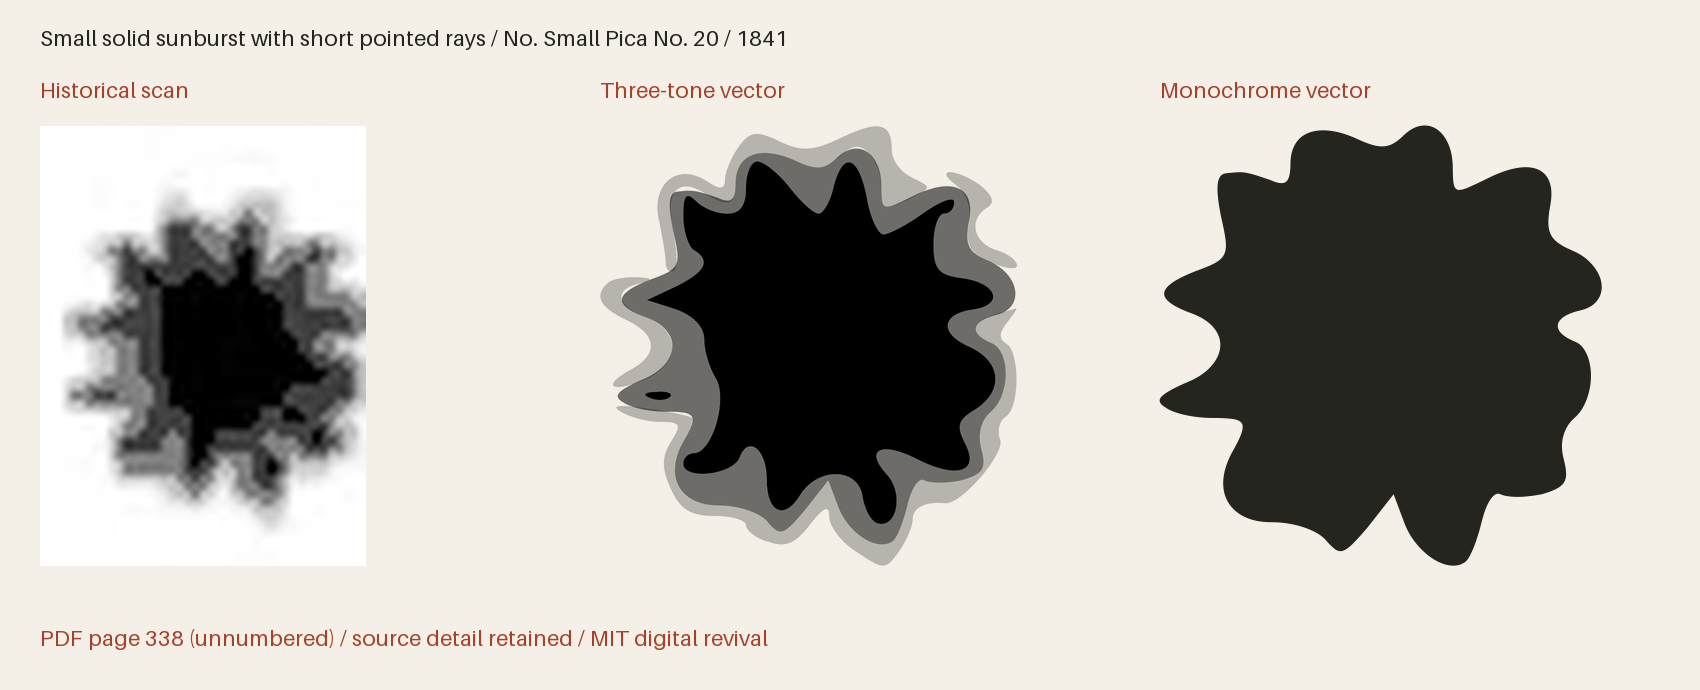 Small solid sunburst with short pointed rays / No. Small Pica No. 20 / 1841
Historical scan
Three-tone vector
Monochrome vector
PDF page 338 (unnumbered) / source detail retained / MIT digital revival